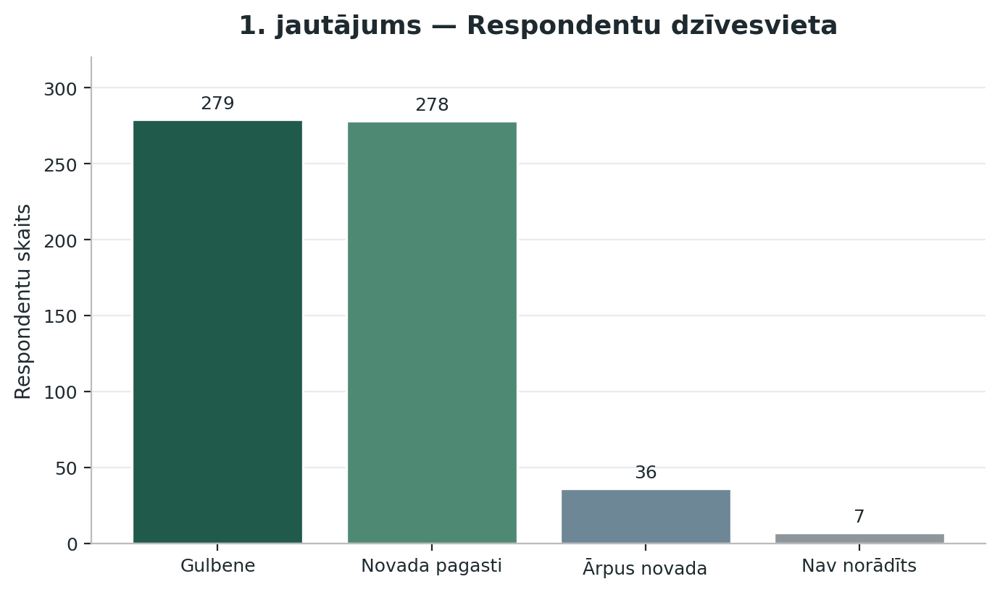 1. jautājums — Respondentu dzīvesvieta
Respondentu skaits
300
250
200
150
100
50
0
279
278
36
7
Gulbene
Novada pagasti
Ārpus novada
Nav norādīts